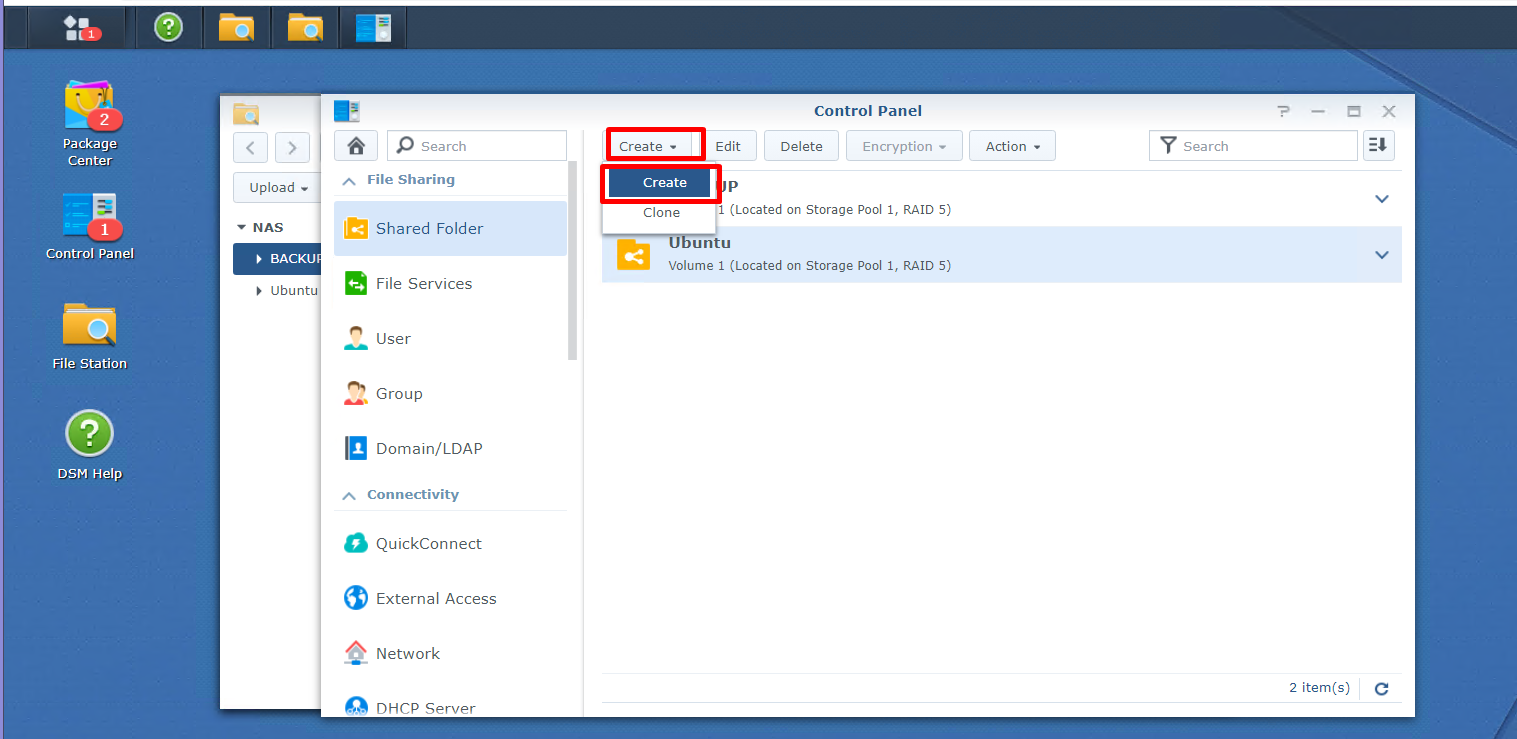 1
2
Package
Center
1
Control Panel
File Station
DSM Help
Upload
NAS
BACKUP
Ubuntu
Control Panel
Search
File Sharing
Shared Folder
File Services
User
Group
Domain/LDAP
Connectivity
QuickConnect
External Access
Network
DHCP Server
Create
Edit
Delete
Encryption
Action
Search
Create
Clone
UP
1 (Located on Storage Pool 1, RAID 5)
Ubuntu
Volume 1 (Located on Storage Pool 1, RAID 5)
2 item(s)